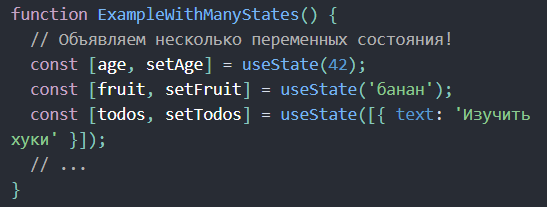 function ExampleWithManyStates() {
  // Объявляем несколько переменных состояния!
  const [age, setAge] = useState(42);
  const [fruit, setFruit] = useState('банан');
  const [todos, setTodos] = useState([{ text: 'Изучить
хуки' }]);
  // ...
}